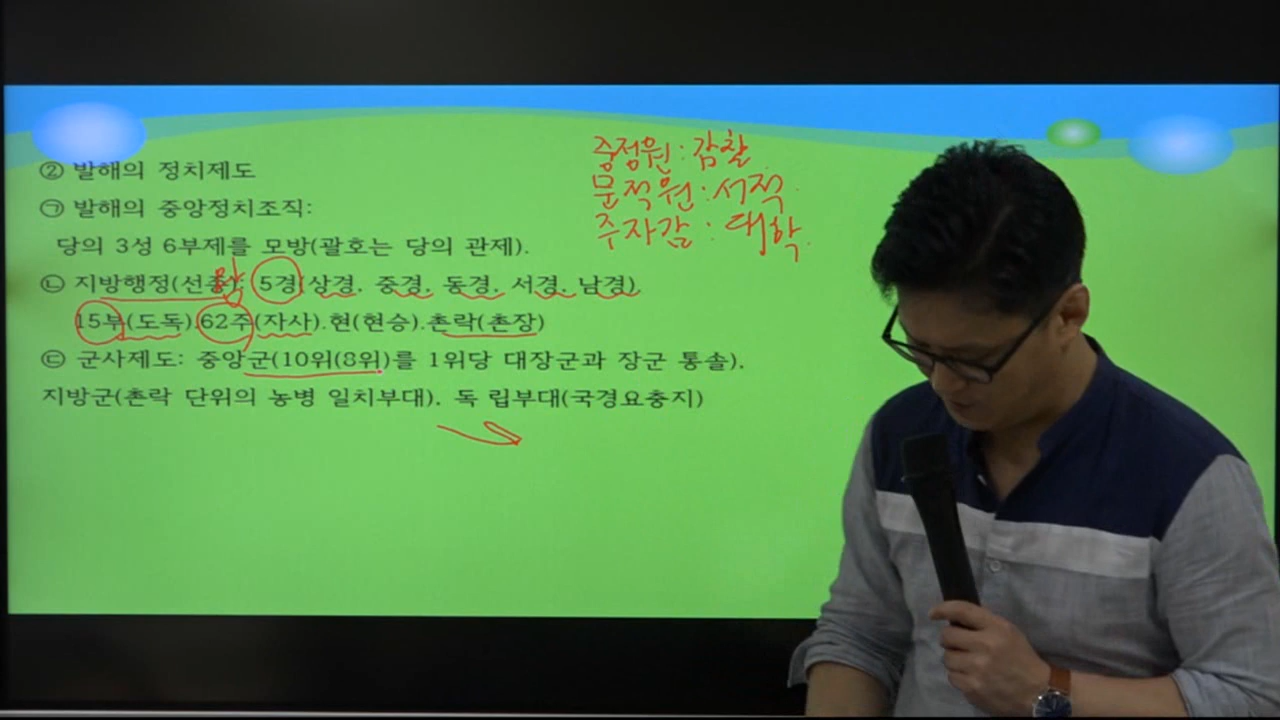 ② 발해의 정치제도
㉠ 발해의 중앙정치조직:
당의 3성 6부제를 모방(괄호는 당의 관제).
㉡ 지방행정(선종): 5경(상경, 중경, 동경, 서경, 남경),
15부(도독).62주(자사).현(현승).촌락(촌장)
㉢ 군사제도: 중앙군(10위(8위)를 1위당 대장군과 장군 통솔).
지방군(촌락 단위의 농병 일치부대), 독 립부대(국경요충지)
중정원 : 감찰
문적원 : 서적
주자감 : 대학
왕